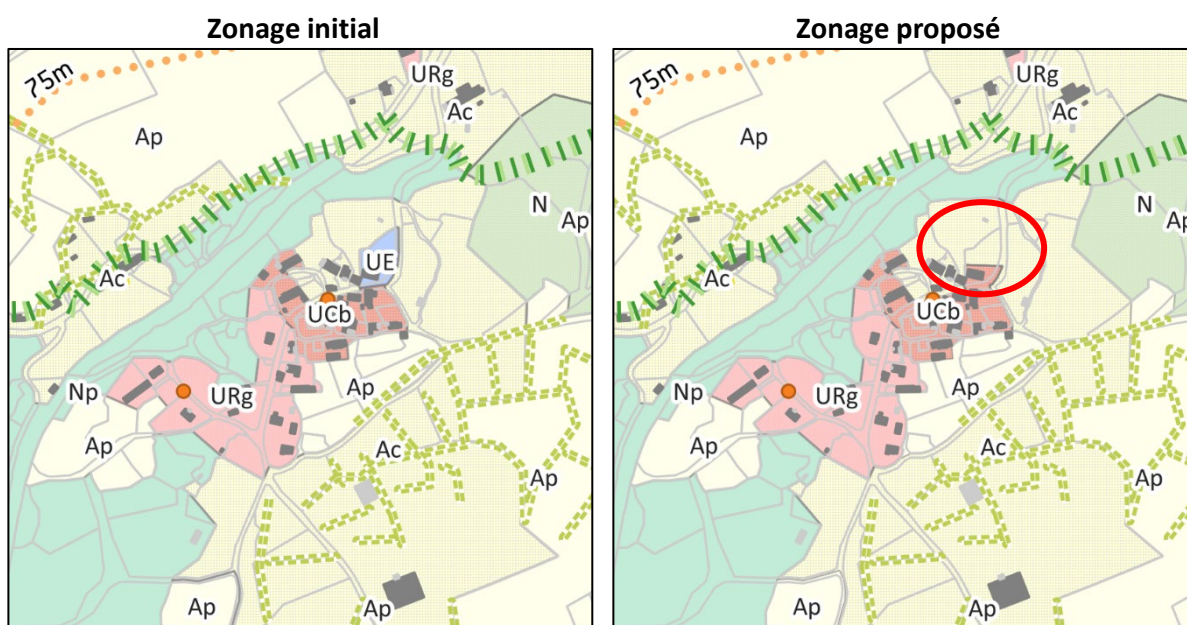 Zonage initial
Zonage proposé
75m
URg
Ac
Ap
N
Ap
Ac
UE
UCb
Np
URg
Ap
Ap
Ac
Ap
Ap
Ap
75m
URg
Ac
Ap
N
Ap
Ac
UCb
Np
URg
Ap
Ap
Ac
Ap
Ap
Ap